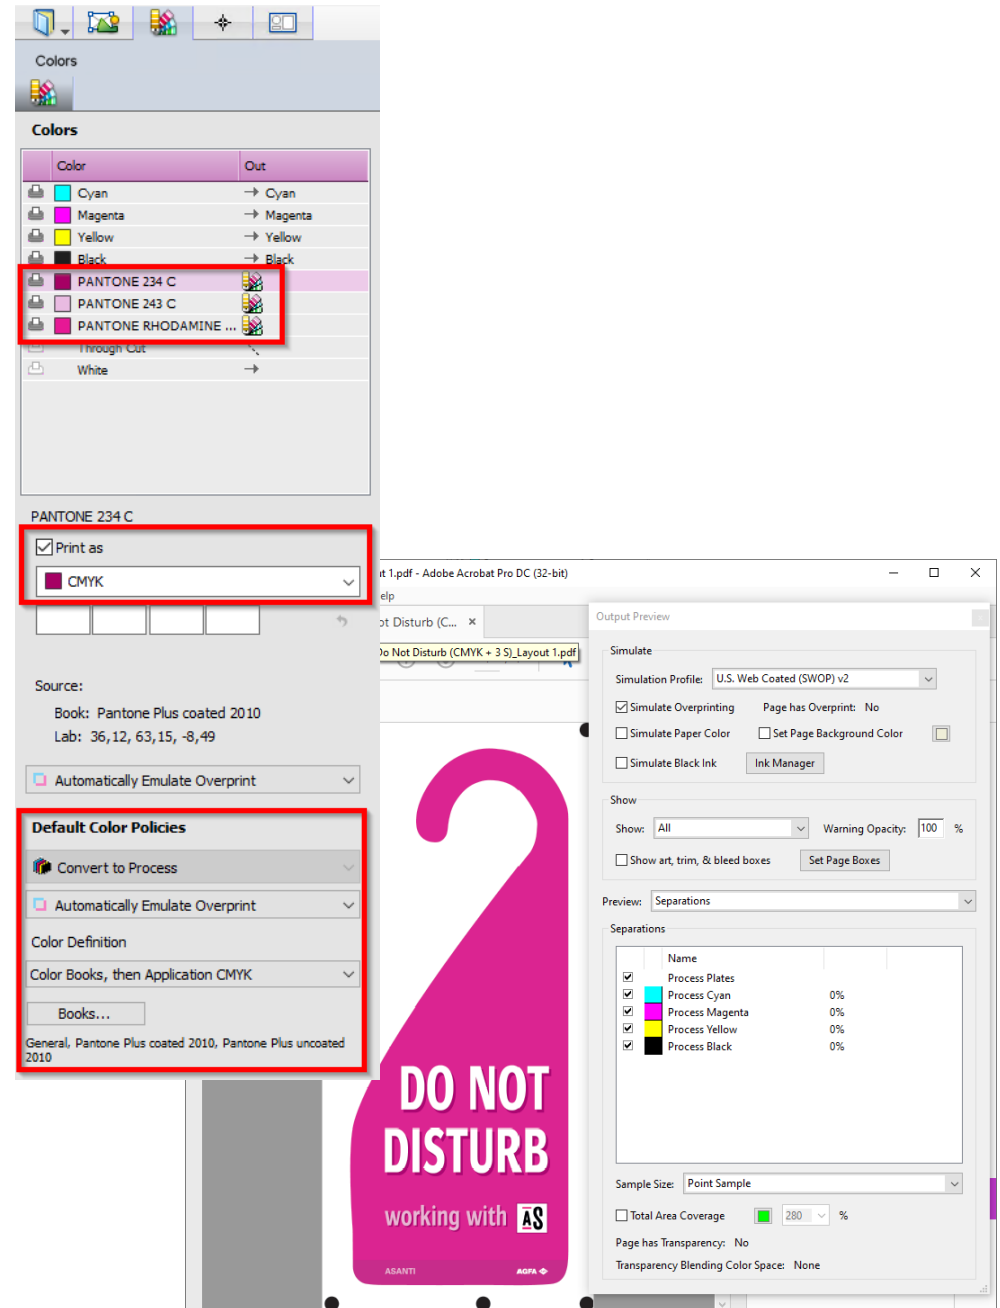 Colors
Colors
Color Out
Cyan Cyan
Magenta Magenta
Yellow Yellow
Black Black
PANTONE 234 C
PANTONE 243 C
PANTONE RHODAMINE ...
Through Cut
White
PANTONE 234 C
Print as
CMYK
Source:
Book: Pantone Plus coated 2010
Lab: 36,12, 63,15, -8,49
Automatically Emulate Overprint
Default Color Policies
Convert to Process
Automatically Emulate Overprint
Color Definition
Color Books, then Application CMYK
Books...
General, Pantone Plus coated 2010, Pantone Plus uncoated
2010
ut 1.pdf - Adobe Acrobat Pro DC (32-bit)
elp
ot Disturb (C... ×
Do Not Disturb (CMYK + 3 S)_Layout 1.pdf
DO NOT
DISTURB
working with AS
ASANTI AGFA
Output Preview
Simulate
Simulation Profile: U.S. Web Coated (SWOP) v2
Simulate Overprinting Page has Overprint: No
Simulate Paper Color Set Page Background Color
Simulate Black Ink Ink Manager
Show
Show: All Warning Opacity: 100 %
Show art, trim, & bleed boxes Set Page Boxes
Preview: Separations
Separations
Name
Process Plates
Process Cyan 0%
Process Magenta 0%
Process Yellow 0%
Process Black 0%
Sample Size: Point Sample
Total Area Coverage 280 %
Page has Transparency: No
Transparency Blending Color Space: None